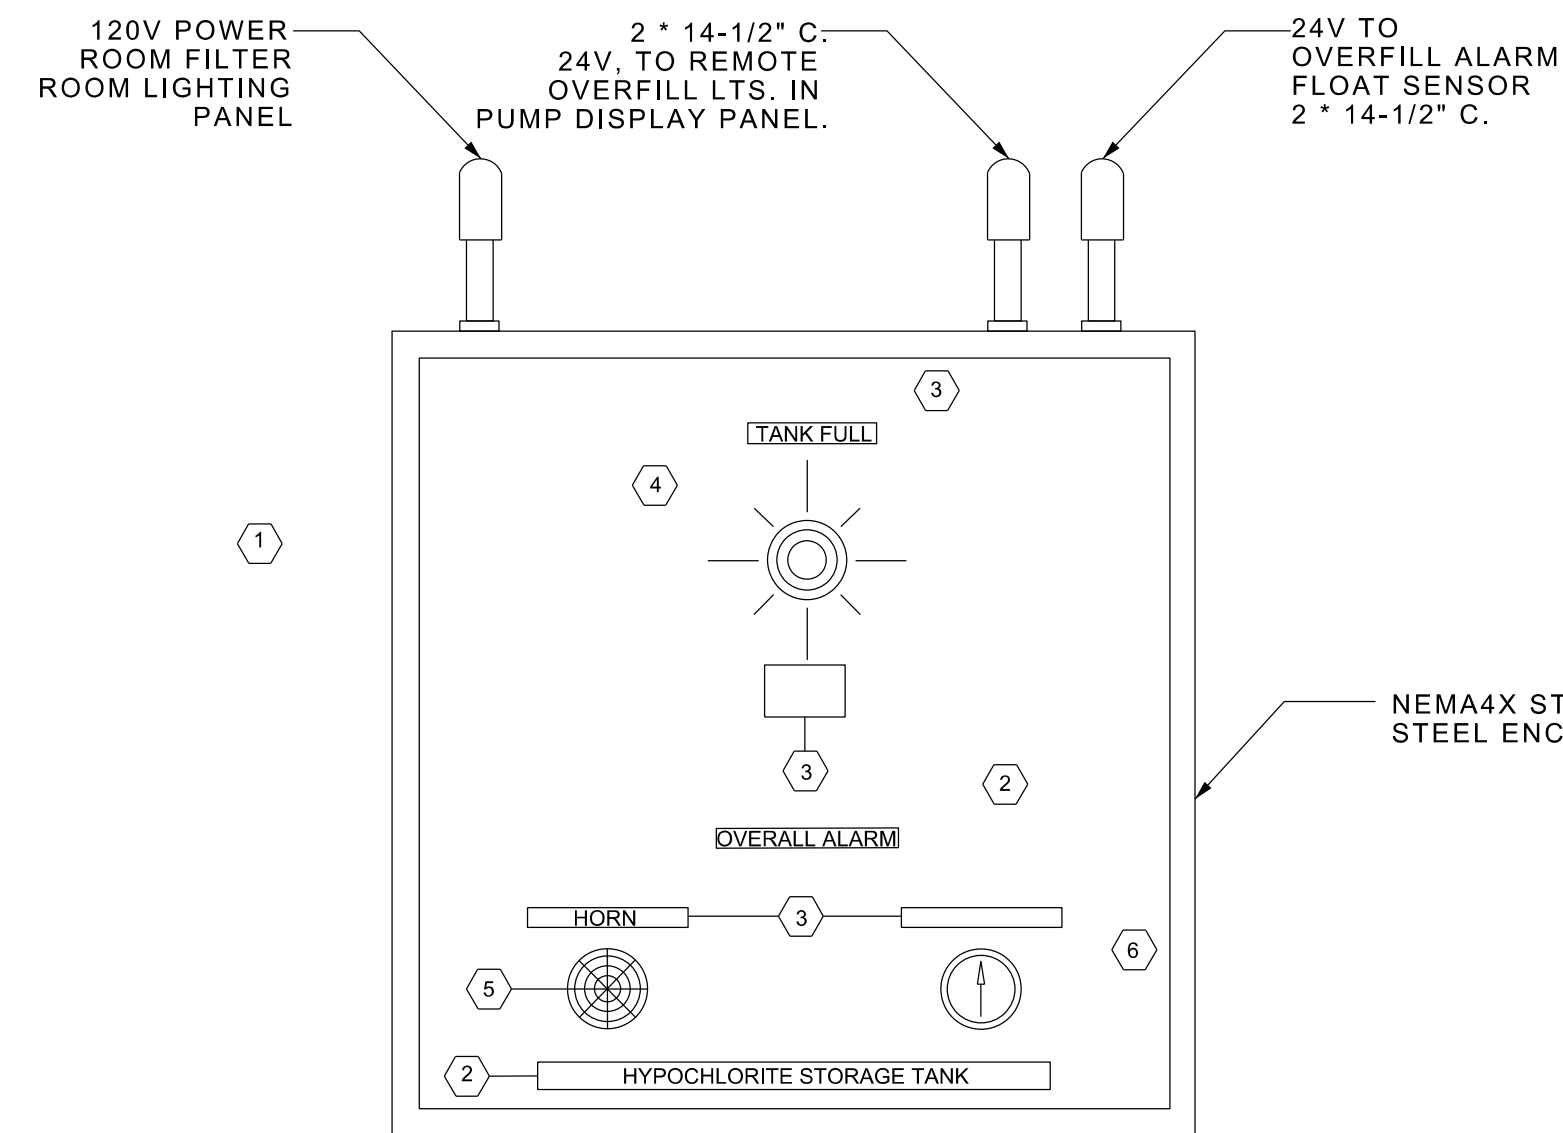 120V POWER
ROOM FILTER
ROOM LIGHTING
PANEL
2 * 14-1/2" C.
24V, TO REMOTE
OVERFILL LTS. IN
PUMP DISPLAY PANEL.
24V TO
OVERFILL ALARM
FLOAT SENSOR
2 * 14-1/2" C.
3
TANK FULL
4
1
NEMA4X ST
STEEL ENC
3
2
OVERALL ALARM
HORN
3
6
5
2
HYPOCHLORITE STORAGE TANK